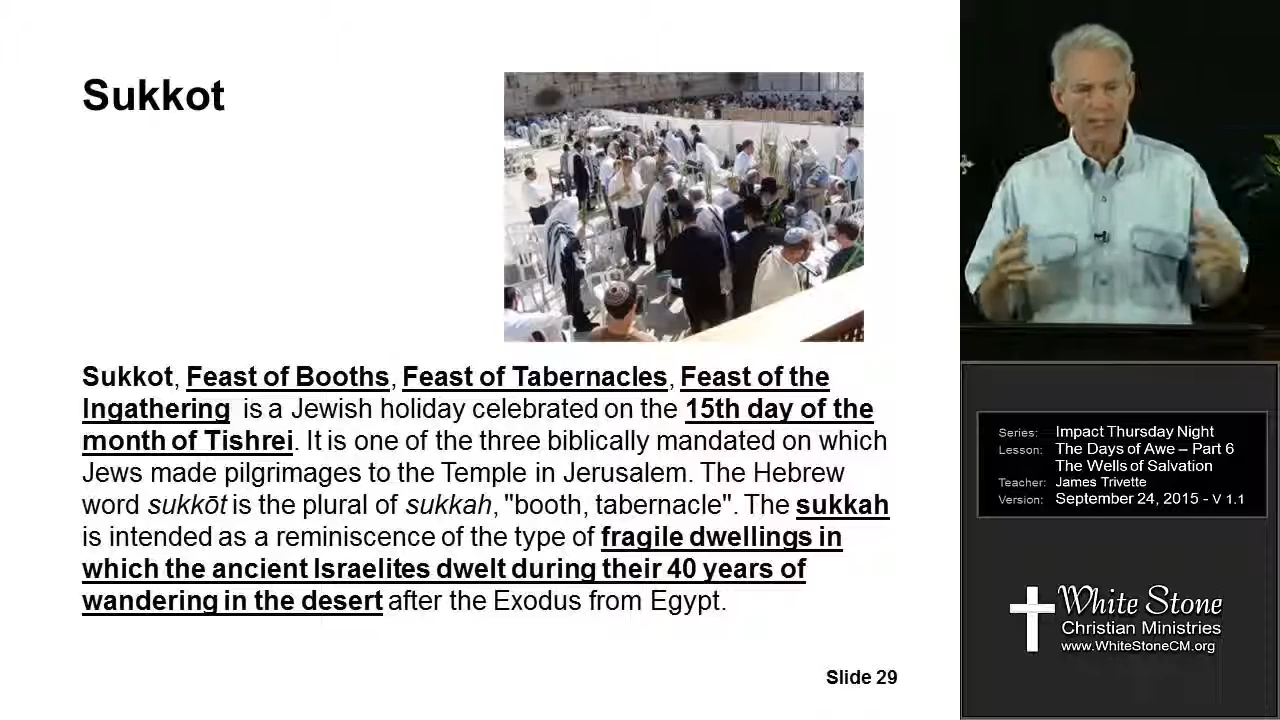 Sukkot
Sukkot, Feast of Booths, Feast of Tabernacles, Feast of the
Ingathering is a Jewish holiday celebrated on the 15th day of the
month of Tishrei. It is one of the three biblically mandated on which
Jews made pilgrimages to the Temple in Jerusalem. The Hebrew
word sukkōt is the plural of sukkah, "booth, tabernacle". The sukkah
is intended as a reminiscence of the type of fragile dwellings in
which the ancient Israelites dwelt during their 40 years of
wandering in the desert after the Exodus from Egypt.
Slide 29
Series: Impact Thursday Night
Lesson: The Days of Awe – Part 6
The Wells of Salvation
Teacher: James Trivette
Version: September 24, 2015 - V 1.1
White Stone
Christian Ministries
www.WhiteStoneCM.org